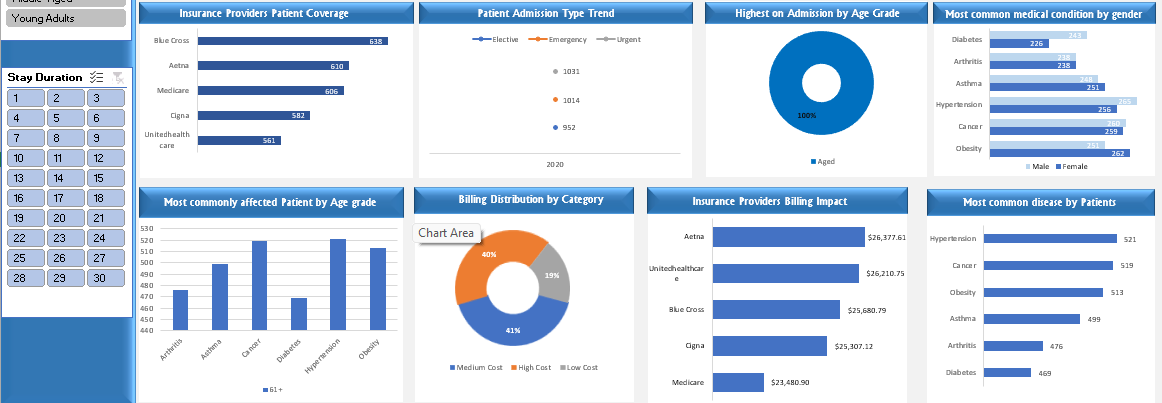 Young Adults
Stay Duration
1 2 3
4 5 6
7 8 9
10 11 12
13 14 15
16 17 18
19 20 21
22 23 24
25 26 27
28 29 30
Insurance Providers Patient Coverage
Blue Cross 638
Aetna 610
Medicare 606
Cigna 582
Unitedhealth
care 561
Patient Admission Type Trend
Elective Emergency Urgent
1031
1014
952
2020
Highest on Admission by Age Grade
100%
Aged
Most common medical condition by gender
Diabetes 243
226
Arthritis 238
238
Asthma 248
251
Hypertension 265
256
Cancer 260
259
Obesity 251
262
Male Female
Most commonly affected Patient by Age grade
530
520
510
500
490
480
470
460
450
440
Arthritis Asthma Cancer Diabetes Hypertension Obesity
61+
Billing Distribution by Category
Chart Area
40%
19%
41%
Medium Cost High Cost Low Cost
Insurance Providers Billing Impact
Aetna $26,377.61
Unitedhealthcar
e $26,210.75
Blue Cross $25,680.79
Cigna $25,307.12
Medicare $23,480.90
Most common disease by Patients
Hypertension 521
Cancer 519
Obesity 513
Asthma 499
Arthritis 476
Diabetes 469